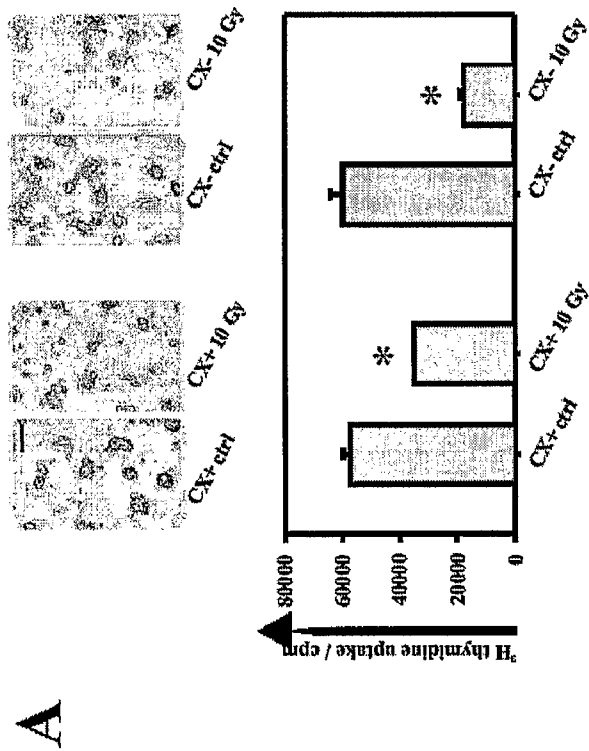 A
CX+ ctrl
CX+ 10 Gy
CX- ctrl
CX- 10 Gy
³H thymidine uptake / cpm
80000
60000
40000
20000
0
*
*
CX+ ctrl
CX+ 10 Gy
CX- ctrl
CX- 10 Gy